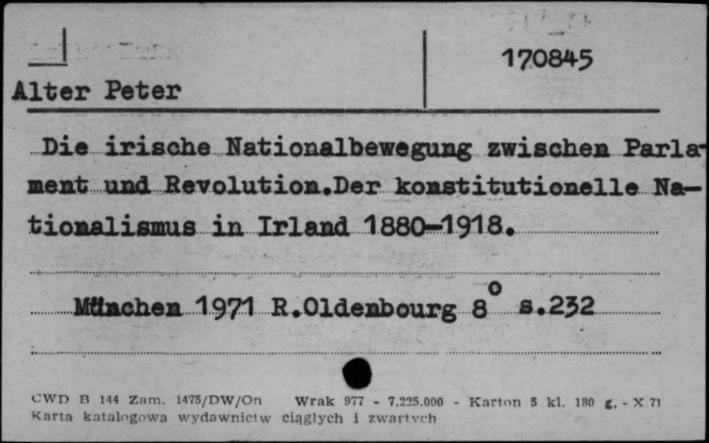 170845
Alter Peter
Die irische Nationalbewegung zwischen Parla-
ment und Revolution.Der konstitutionelle Na-
tionalismus in Irland 1880-1918.
München 1971 R.Oldenbourg 8° s.232
CWD B 144 Zam. 1475/DW/On Wrak 977 - 7.225.000 - Karton 5 kl. 180 g. - X 71
Karta katalogowa wydawnictw ciągłych i zwartych